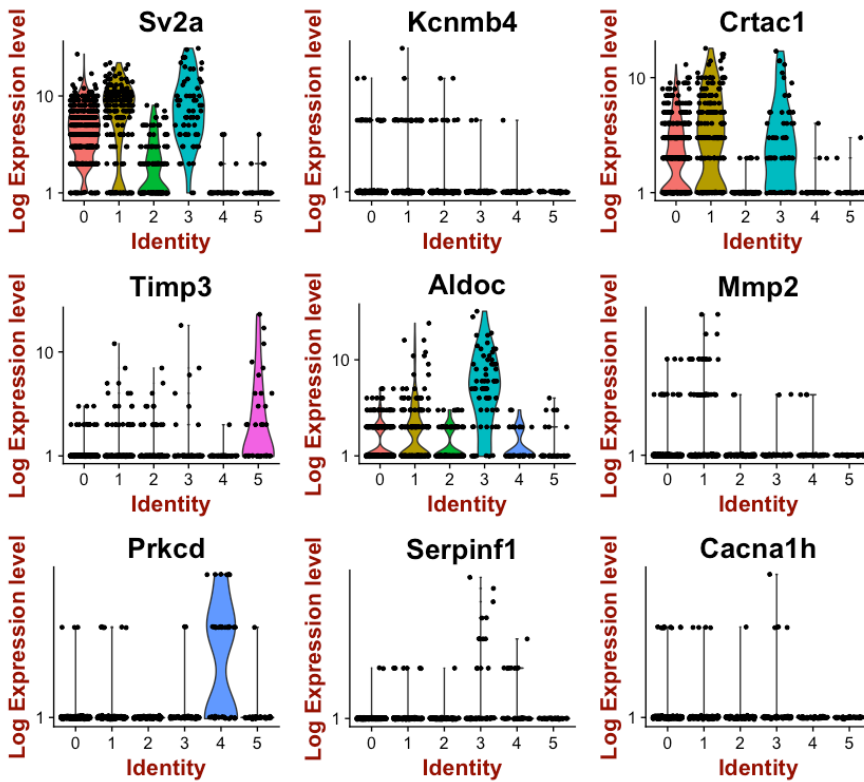 Sv2a
Log Expression level
10
1
0 1 2 3 4 5
Identity
Kcnmb4
Log Expression level
1
0 1 2 3 4 5
Identity
Crtac1
Log Expression level
10
1
0 1 2 3 4 5
Identity
Timp3
Log Expression level
10
1
0 1 2 3 4 5
Identity
Aldoc
Log Expression level
10
1
0 1 2 3 4 5
Identity
Mmp2
Log Expression level
1
0 1 2 3 4 5
Identity
Prkcd
Log Expression level
1
0 1 2 3 4 5
Identity
Serpinf1
Log Expression level
1
0 1 2 3 4 5
Identity
Cacna1h
Log Expression level
1
0 1 2 3 4 5
Identity